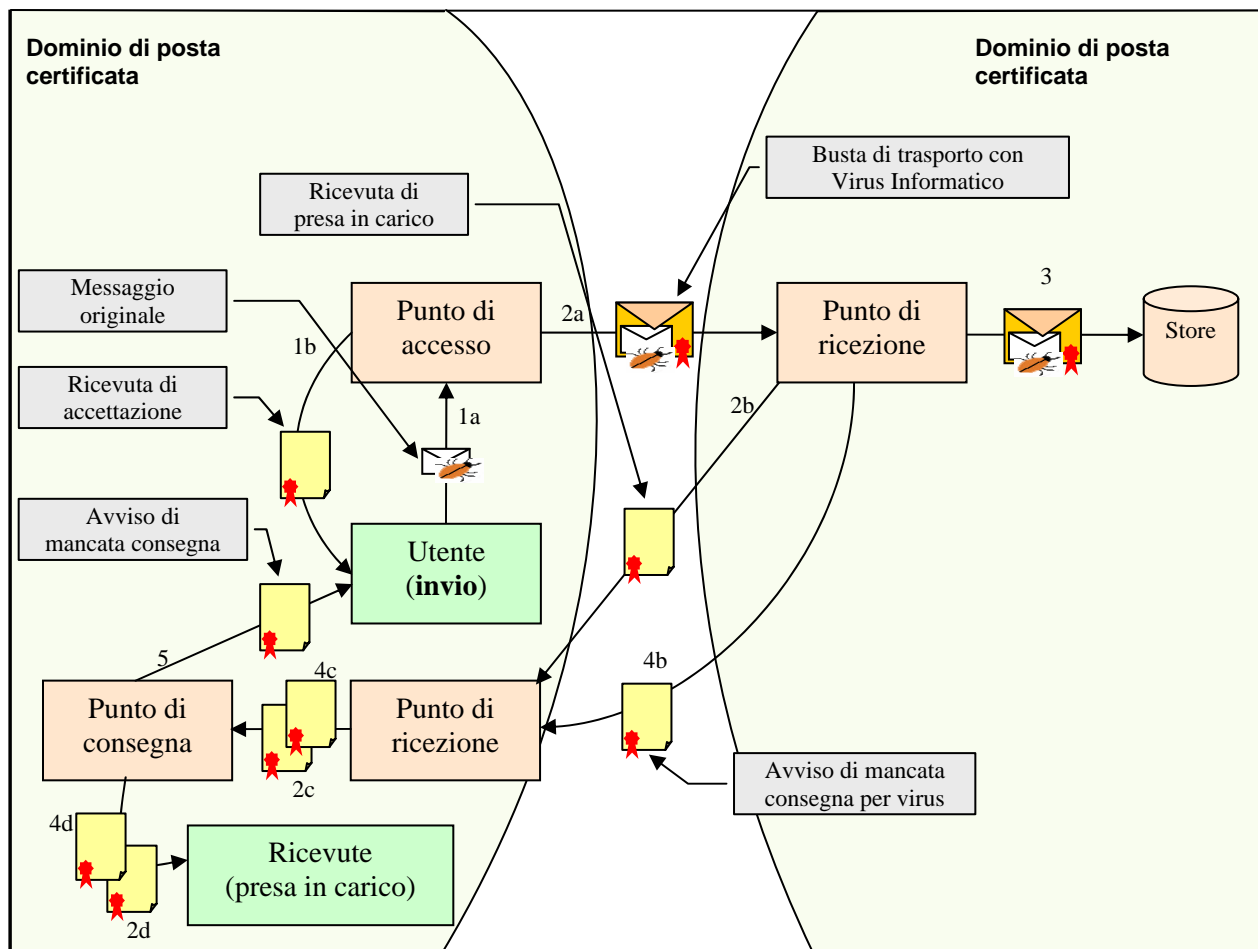 Dominio di posta
certificata
Dominio di posta
certificata
Busta di trasporto con
Virus Informatico
Ricevuta di
presa in carico
Messaggio
originale
Punto di
accesso
2a
Punto di
ricezione
3
Store
1b
Ricevuta di
accettazione
1a
2b
Avviso di
mancata consegna
Utente
(invio)
5
4c
4b
Punto di
consegna
Punto di
ricezione
2c
Avviso di mancata
consegna per virus
4d
Ricevute
(presa in carico)
2d